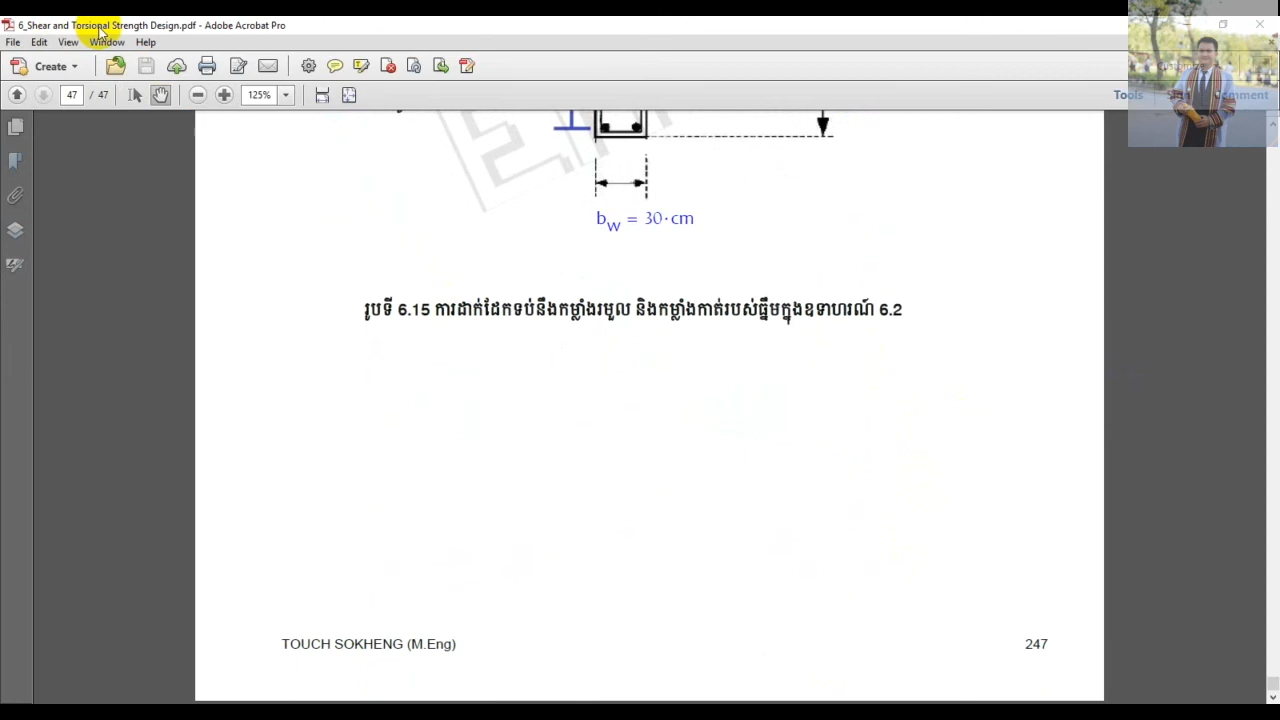 6_Shear and Torsional Strength Design.pdf - Adobe Acrobat Pro
File Edit View Window Help
Create
47 / 47 125% Tools Comment
Customize
b_w = 30·cm
រូបទី 6.15 ការដាក់ដែកទប់នឹងកម្លាំងរមួល និងកម្លាំងកាត់របស់ធ្នឹមក្នុងឧទាហរណ៍ 6.2
TOUCH SOKHENG (M.Eng) 247